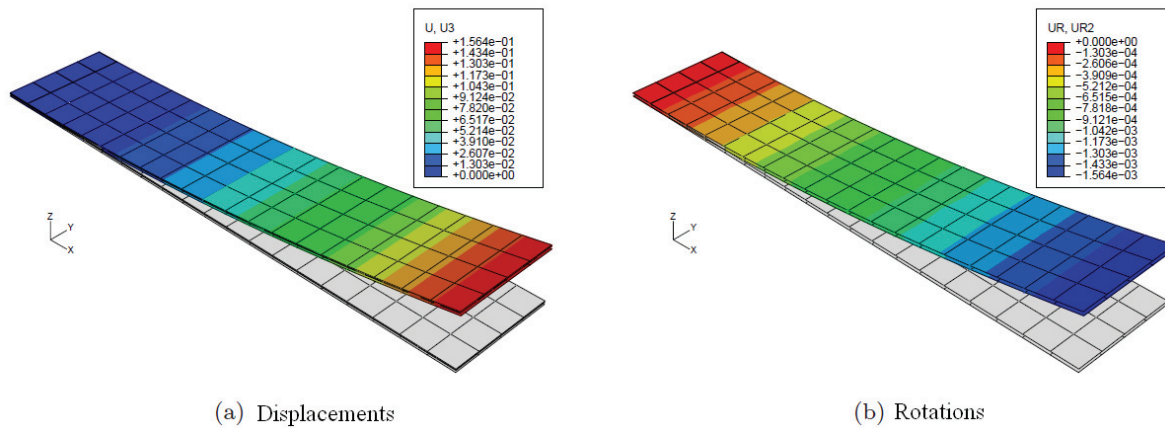 U, U3
+1.564e−01
+1.434e−01
+1.303e−01
+1.173e−01
+1.043e−01
+9.124e−02
+7.820e−02
+6.517e−02
+5.214e−02
+3.910e−02
+2.607e−02
+1.303e−02
+0.000e+00
Z
Y
X
(a) Displacements
UR, UR2
+0.000e+00
−1.303e−04
−2.606e−04
−3.909e−04
−5.212e−04
−6.515e−04
−7.818e−04
−9.121e−04
−1.042e−03
−1.173e−03
−1.303e−03
−1.433e−03
−1.564e−03
Z
Y
X
(b) Rotations